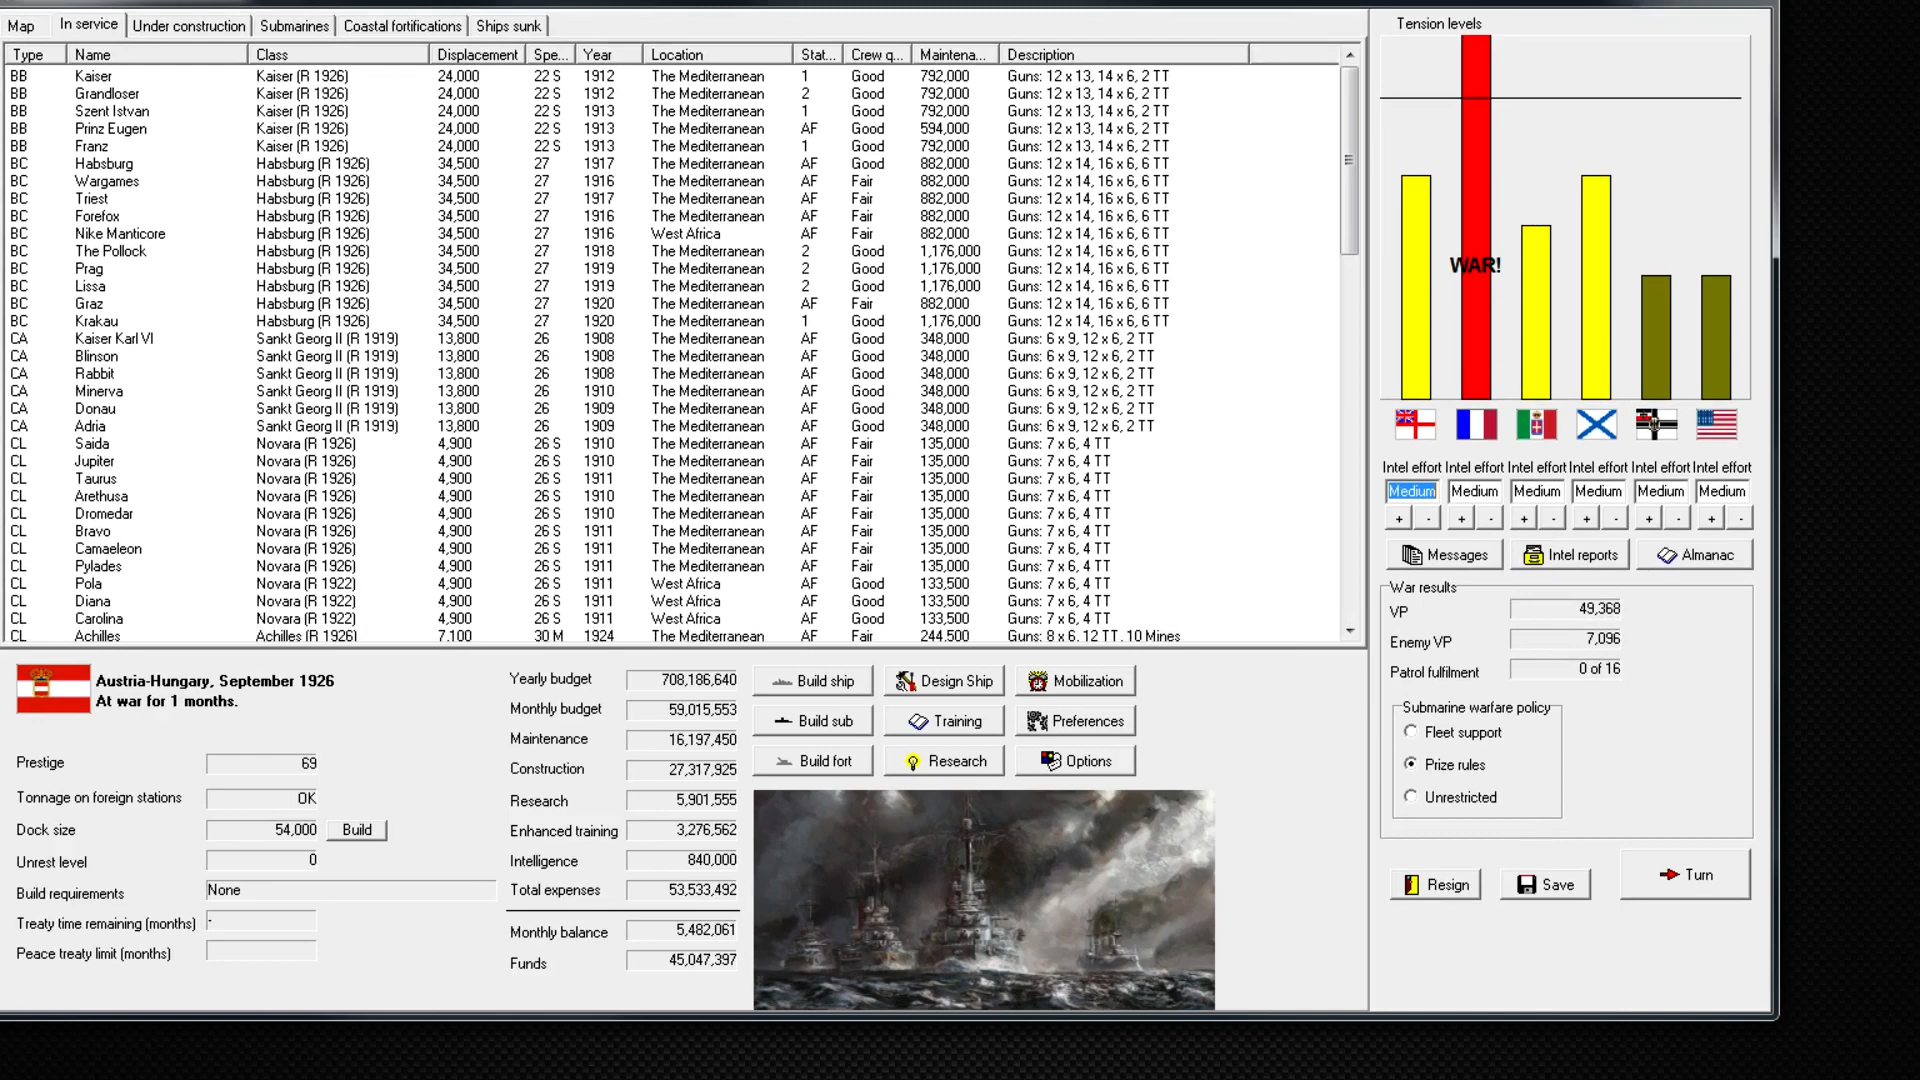 Map In service Under construction Submarines Coastal fortifications Ships sunk
Type Name Class Displacement Spe... Year Location Stat... Crew q... Maintena... Description
BB Kaiser Kaiser (R 1926) 24,000 22 S 1912 The Mediterranean 1 Good 792,000 Guns: 12 x 13, 14 x 6, 2 TT
BB Grandloser Kaiser (R 1926) 24,000 22 S 1912 The Mediterranean 2 Good 792,000 Guns: 12 x 13, 14 x 6, 2 TT
BB Szent Istvan Kaiser (R 1926) 24,000 22 S 1913 The Mediterranean 1 Good 792,000 Guns: 12 x 13, 14 x 6, 2 TT
BB Prinz Eugen Kaiser (R 1926) 24,000 22 S 1913 The Mediterranean AF Good 594,000 Guns: 12 x 13, 14 x 6, 2 TT
BB Franz Kaiser (R 1926) 24,000 22 S 1913 The Mediterranean 1 Good 792,000 Guns: 12 x 13, 14 x 6, 2 TT
BC Habsburg Habsburg (R 1926) 34,500 27 1917 The Mediterranean AF Good 882,000 Guns: 12 x 14, 16 x 6, 6 TT
BC Wargames Habsburg (R 1926) 34,500 27 1916 The Mediterranean AF Fair 882,000 Guns: 12 x 14, 16 x 6, 6 TT
BC Triest Habsburg (R 1926) 34,500 27 1917 The Mediterranean AF Fair 882,000 Guns: 12 x 14, 16 x 6, 6 TT
BC Forefox Habsburg (R 1926) 34,500 27 1916 The Mediterranean AF Fair 882,000 Guns: 12 x 14, 16 x 6, 6 TT
BC Nike Manticore Habsburg (R 1926) 34,500 27 1916 West Africa AF Fair 882,000 Guns: 12 x 14, 16 x 6, 6 TT
BC The Pollock Habsburg (R 1926) 34,500 27 1918 The Mediterranean 2 Good 1,176,000 Guns: 12 x 14, 16 x 6, 6 TT
BC Prag Habsburg (R 1926) 34,500 27 1919 The Mediterranean 2 Good 1,176,000 Guns: 12 x 14, 16 x 6, 6 TT
BC Lissa Habsburg (R 1926) 34,500 27 1919 The Mediterranean 2 Good 1,176,000 Guns: 12 x 14, 16 x 6, 6 TT
BC Graz Habsburg (R 1926) 34,500 27 1920 The Mediterranean AF Fair 882,000 Guns: 12 x 14, 16 x 6, 6 TT
BC Krakau Habsburg (R 1926) 34,500 27 1920 The Mediterranean 1 Good 1,176,000 Guns: 12 x 14, 16 x 6, 6 TT
CA Kaiser Karl VI Sankt Georg II (R 1919) 13,800 26 1908 The Mediterranean AF Good 348,000 Guns: 6 x 9, 12 x 6, 2 TT
CA Blinson Sankt Georg II (R 1919) 13,800 26 1908 The Mediterranean AF Good 348,000 Guns: 6 x 9, 12 x 6, 2 TT
CA Rabbit Sankt Georg II (R 1919) 13,800 26 1908 The Mediterranean AF Good 348,000 Guns: 6 x 9, 12 x 6, 2 TT
CA Minerva Sankt Georg II (R 1919) 13,800 26 1910 The Mediterranean AF Good 348,000 Guns: 6 x 9, 12 x 6, 2 TT
CA Donau Sankt Georg II (R 1919) 13,800 26 1909 The Mediterranean AF Good 348,000 Guns: 6 x 9, 12 x 6, 2 TT
CA Adria Sankt Georg II (R 1919) 13,800 26 1909 The Mediterranean AF Good 348,000 Guns: 6 x 9, 12 x 6, 2 TT
CL Saida Novara (R 1926) 4,900 26 S 1910 The Mediterranean AF Fair 135,000 Guns: 7 x 6, 4 TT
CL Jupiter Novara (R 1926) 4,900 26 S 1910 The Mediterranean AF Fair 135,000 Guns: 7 x 6, 4 TT
CL Taurus Novara (R 1926) 4,900 26 S 1911 The Mediterranean AF Fair 135,000 Guns: 7 x 6, 4 TT
CL Arethusa Novara (R 1926) 4,900 26 S 1910 The Mediterranean AF Fair 135,000 Guns: 7 x 6, 4 TT
CL Dromedar Novara (R 1926) 4,900 26 S 1910 The Mediterranean AF Fair 135,000 Guns: 7 x 6, 4 TT
CL Bravo Novara (R 1926) 4,900 26 S 1911 The Mediterranean AF Fair 135,000 Guns: 7 x 6, 4 TT
CL Camaeleon Novara (R 1926) 4,900 26 S 1911 The Mediterranean AF Fair 135,000 Guns: 7 x 6, 4 TT
CL Pylades Novara (R 1926) 4,900 26 S 1911 The Mediterranean AF Fair 135,000 Guns: 7 x 6, 4 TT
CL Pola Novara (R 1922) 4,900 26 S 1911 West Africa AF Good 133,500 Guns: 7 x 6, 4 TT
CL Diana Novara (R 1922) 4,900 26 S 1911 West Africa AF Good 133,500 Guns: 7 x 6, 4 TT
CL Carolina Novara (R 1922) 4,900 26 S 1911 West Africa AF Good 133,500 Guns: 7 x 6, 4 TT
CL Achilles Achilles (R 1926) 7,100 30 M 1924 The Mediterranean AF Fair 244,500 Guns: 8 x 6, 12 TT, 10 Mines
Austria-Hungary, September 1926
At war for 1 months.
Prestige 69
Tonnage on foreign stations OK
Dock size 54,000 Build
Unrest level 0
Build requirements None
Treaty time remaining (months) -
Peace treaty limit (months)
Yearly budget 708,186,640
Monthly budget 59,015,553
Maintenance 16,197,450
Construction 27,317,925
Research 5,901,555
Enhanced training 3,276,562
Intelligence 840,000
Total expenses 53,533,492
Monthly balance 5,482,061
Funds 45,047,397
Build ship Design Ship Mobilization
Build sub Training Preferences
Build fort Research Options
Tension levels
WAR!
Intel effort Intel effort Intel effort Intel effort Intel effort Intel effort
Medium Medium Medium Medium Medium Medium
+ - + - + - + - + - + -
Messages Intel reports Almanac
War results
VP 49,368
Enemy VP 7,096
Patrol fulfilment 0 of 16
Submarine warfare policy
Fleet support
Prize rules
Unrestricted
Resign Save Turn